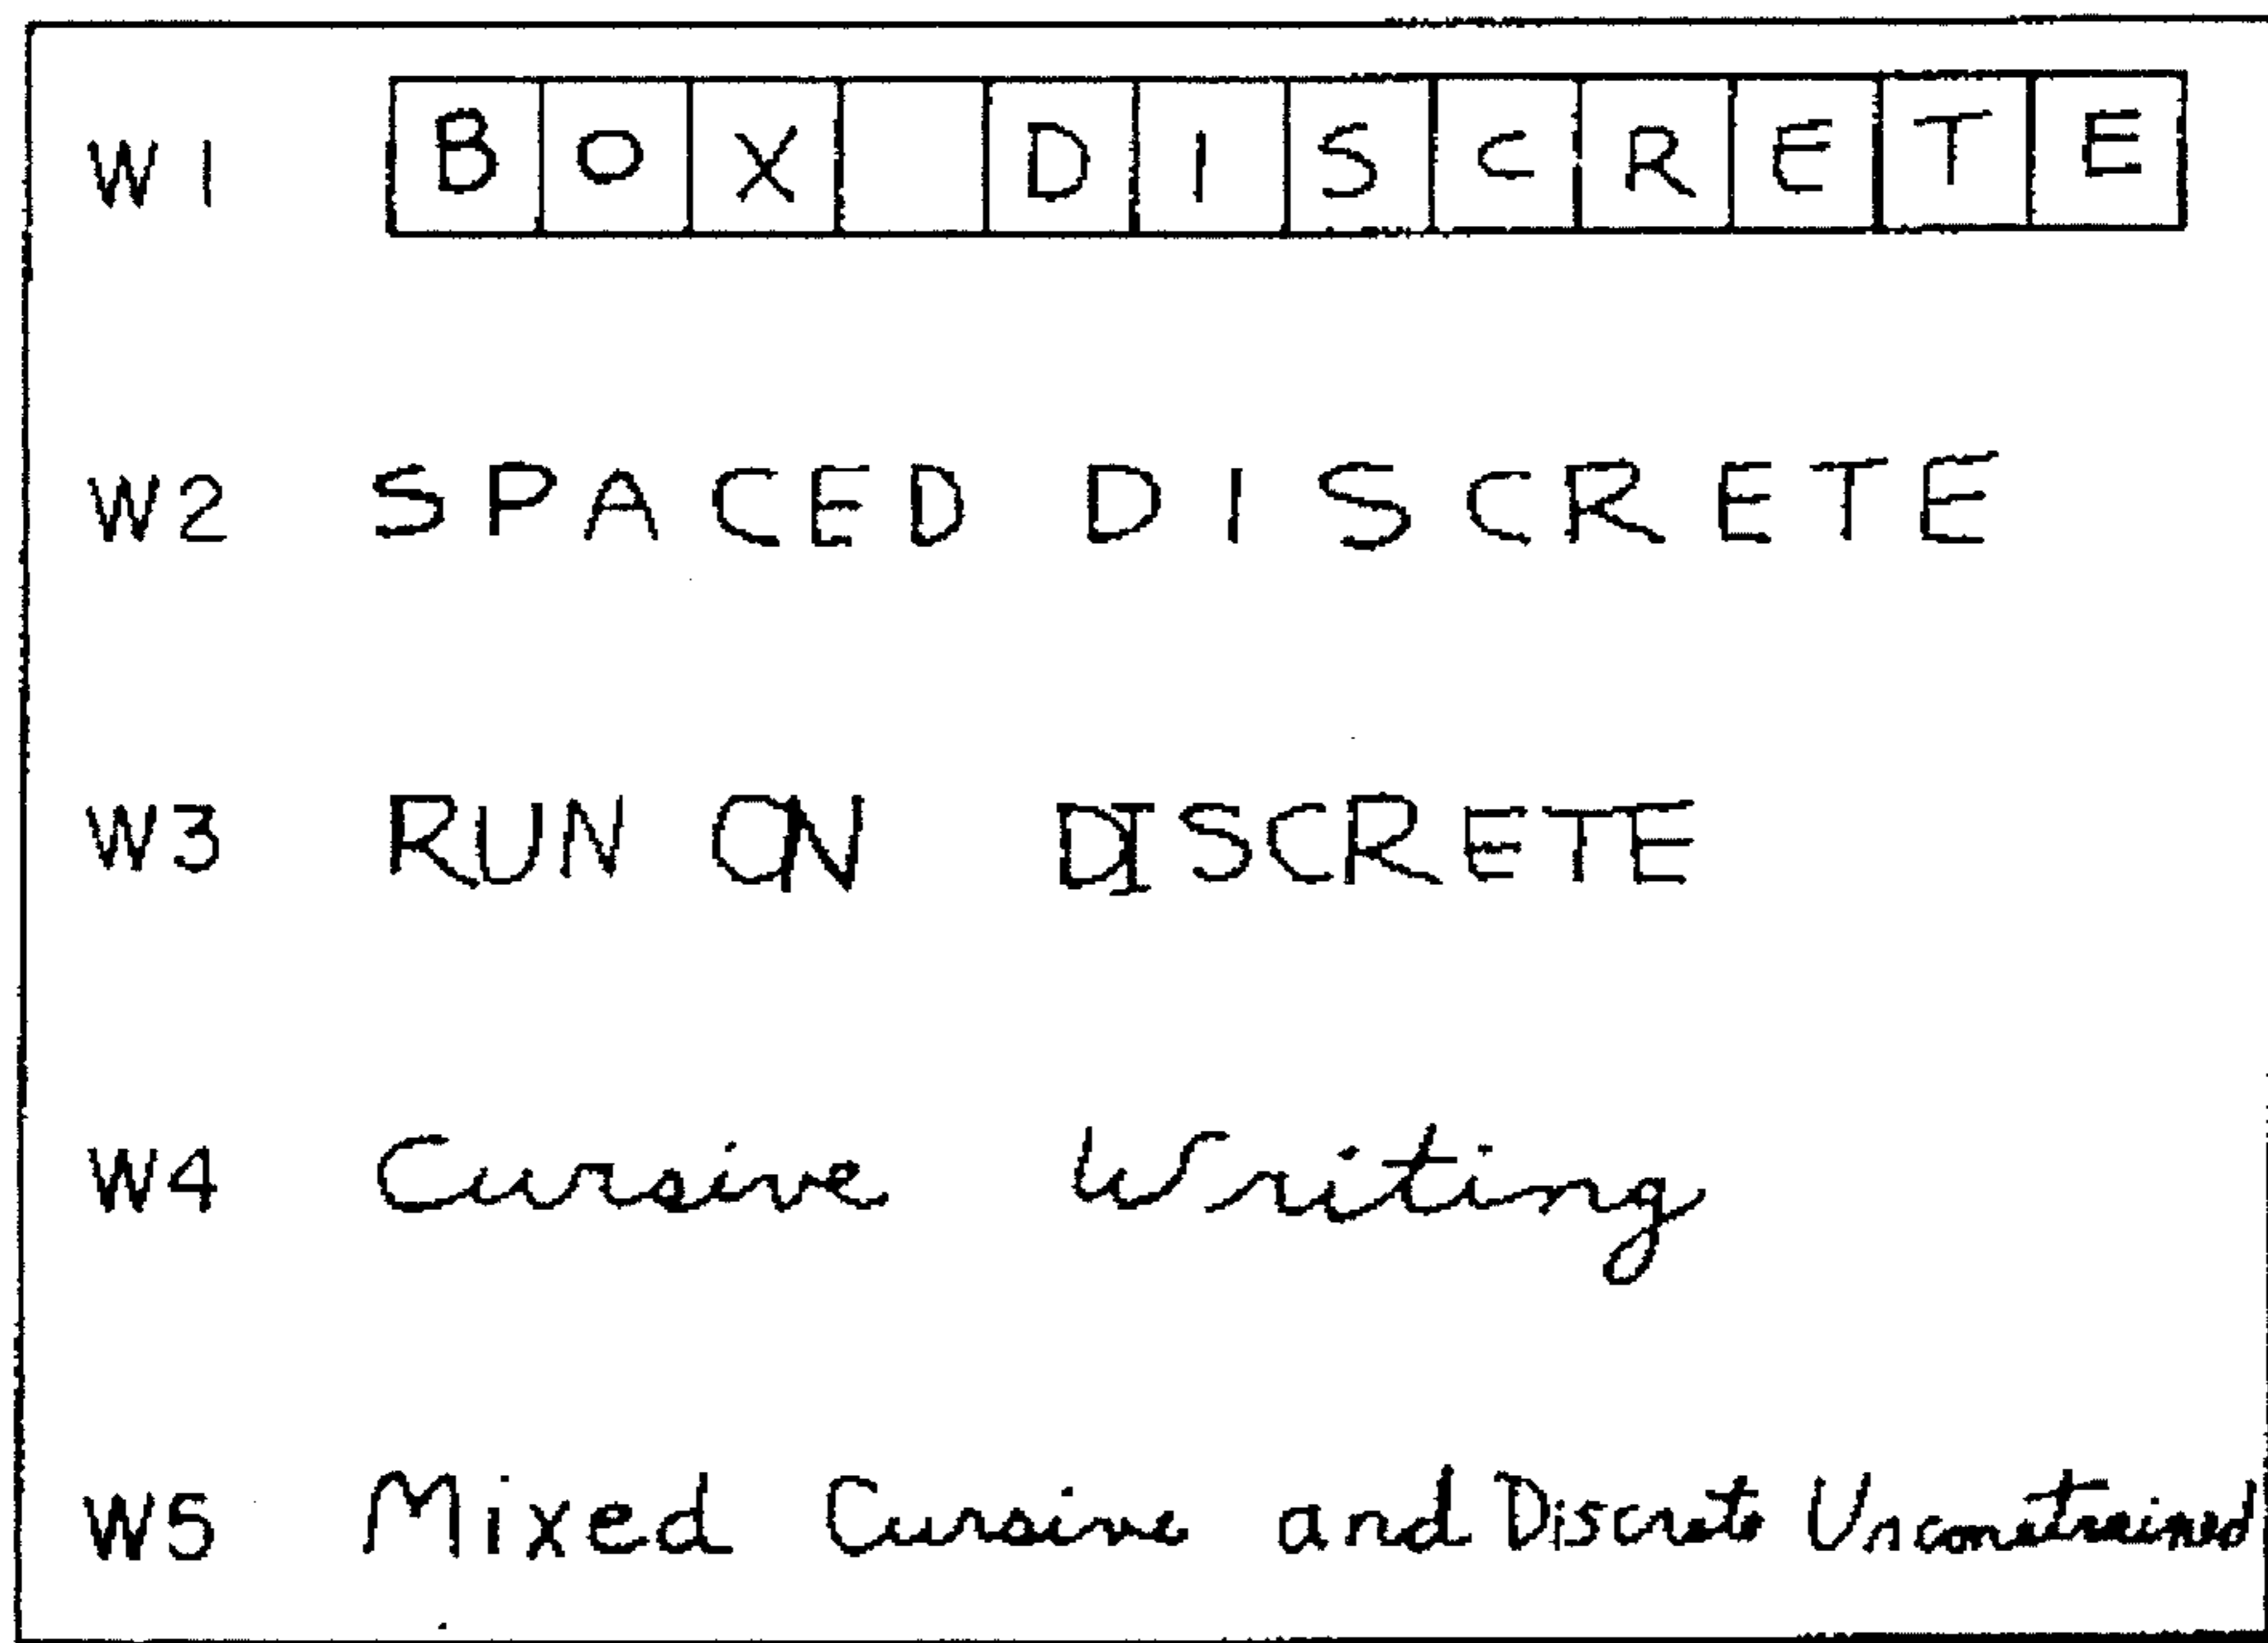 W1 BOX DISCRETE
W2 SPACED DISCRETE
W3 RUN ON DISCRETE
W4 Cursive Writing
W5 Mixed Cursive and Discrete Unconstrained